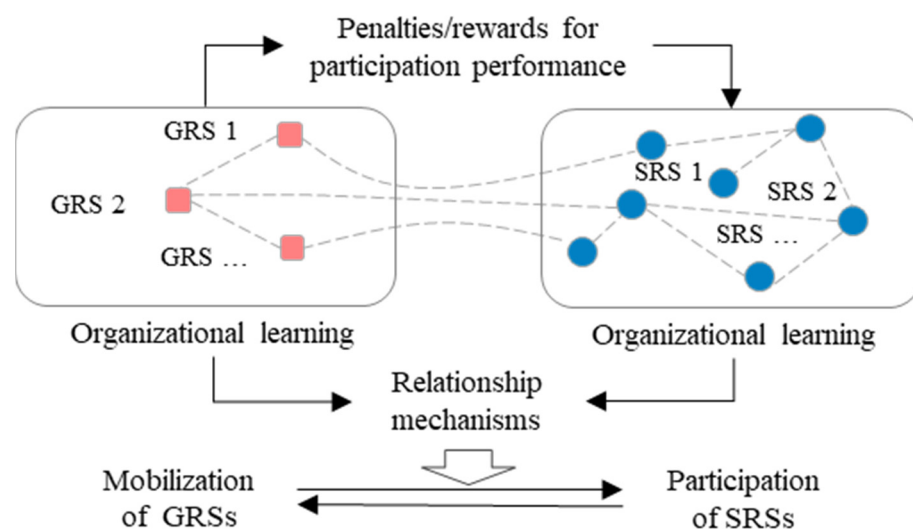 Penalties/rewards for
participation performance
GRS 1
GRS 2
GRS ...
SRS 1
SRS 2
SRS ...
Organizational learning
Organizational learning
Relationship
mechanisms
Mobilization
of GRSs
Participation
of SRSs